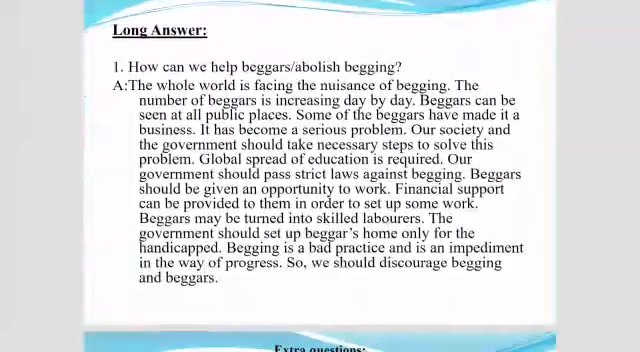 Long Answer:
1. How can we help beggars/abolish begging?
A:The whole world is facing the nuisance of begging. The
number of beggars is increasing day by day. Beggars can be
seen at all public places. Some of the beggars have made it a
business. It has become a serious problem. Our society and
the government should take necessary steps to solve this
problem. Global spread of education is required. Our
government should pass strict laws against begging. Beggars
should be given an opportunity to work. Financial support
can be provided to them in order to set up some work.
Beggars may be turned into skilled labourers. The
government should set up beggar's home only for the
handicapped. Begging is a bad practice and is an impediment
in the way of progress. So, we should discourage begging
and beggars.
Extra questions: